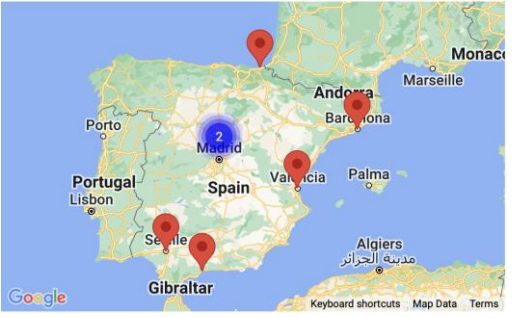 Monaco
Marseille
Andorra
Barcelona
Porto
2
Madrid
Valencia
Palma
Portugal
Spain
Lisbon
Seville
Algiers
مدينة الجزائر
Gibraltar
Google
Keyboard shortcuts
Map Data
Terms